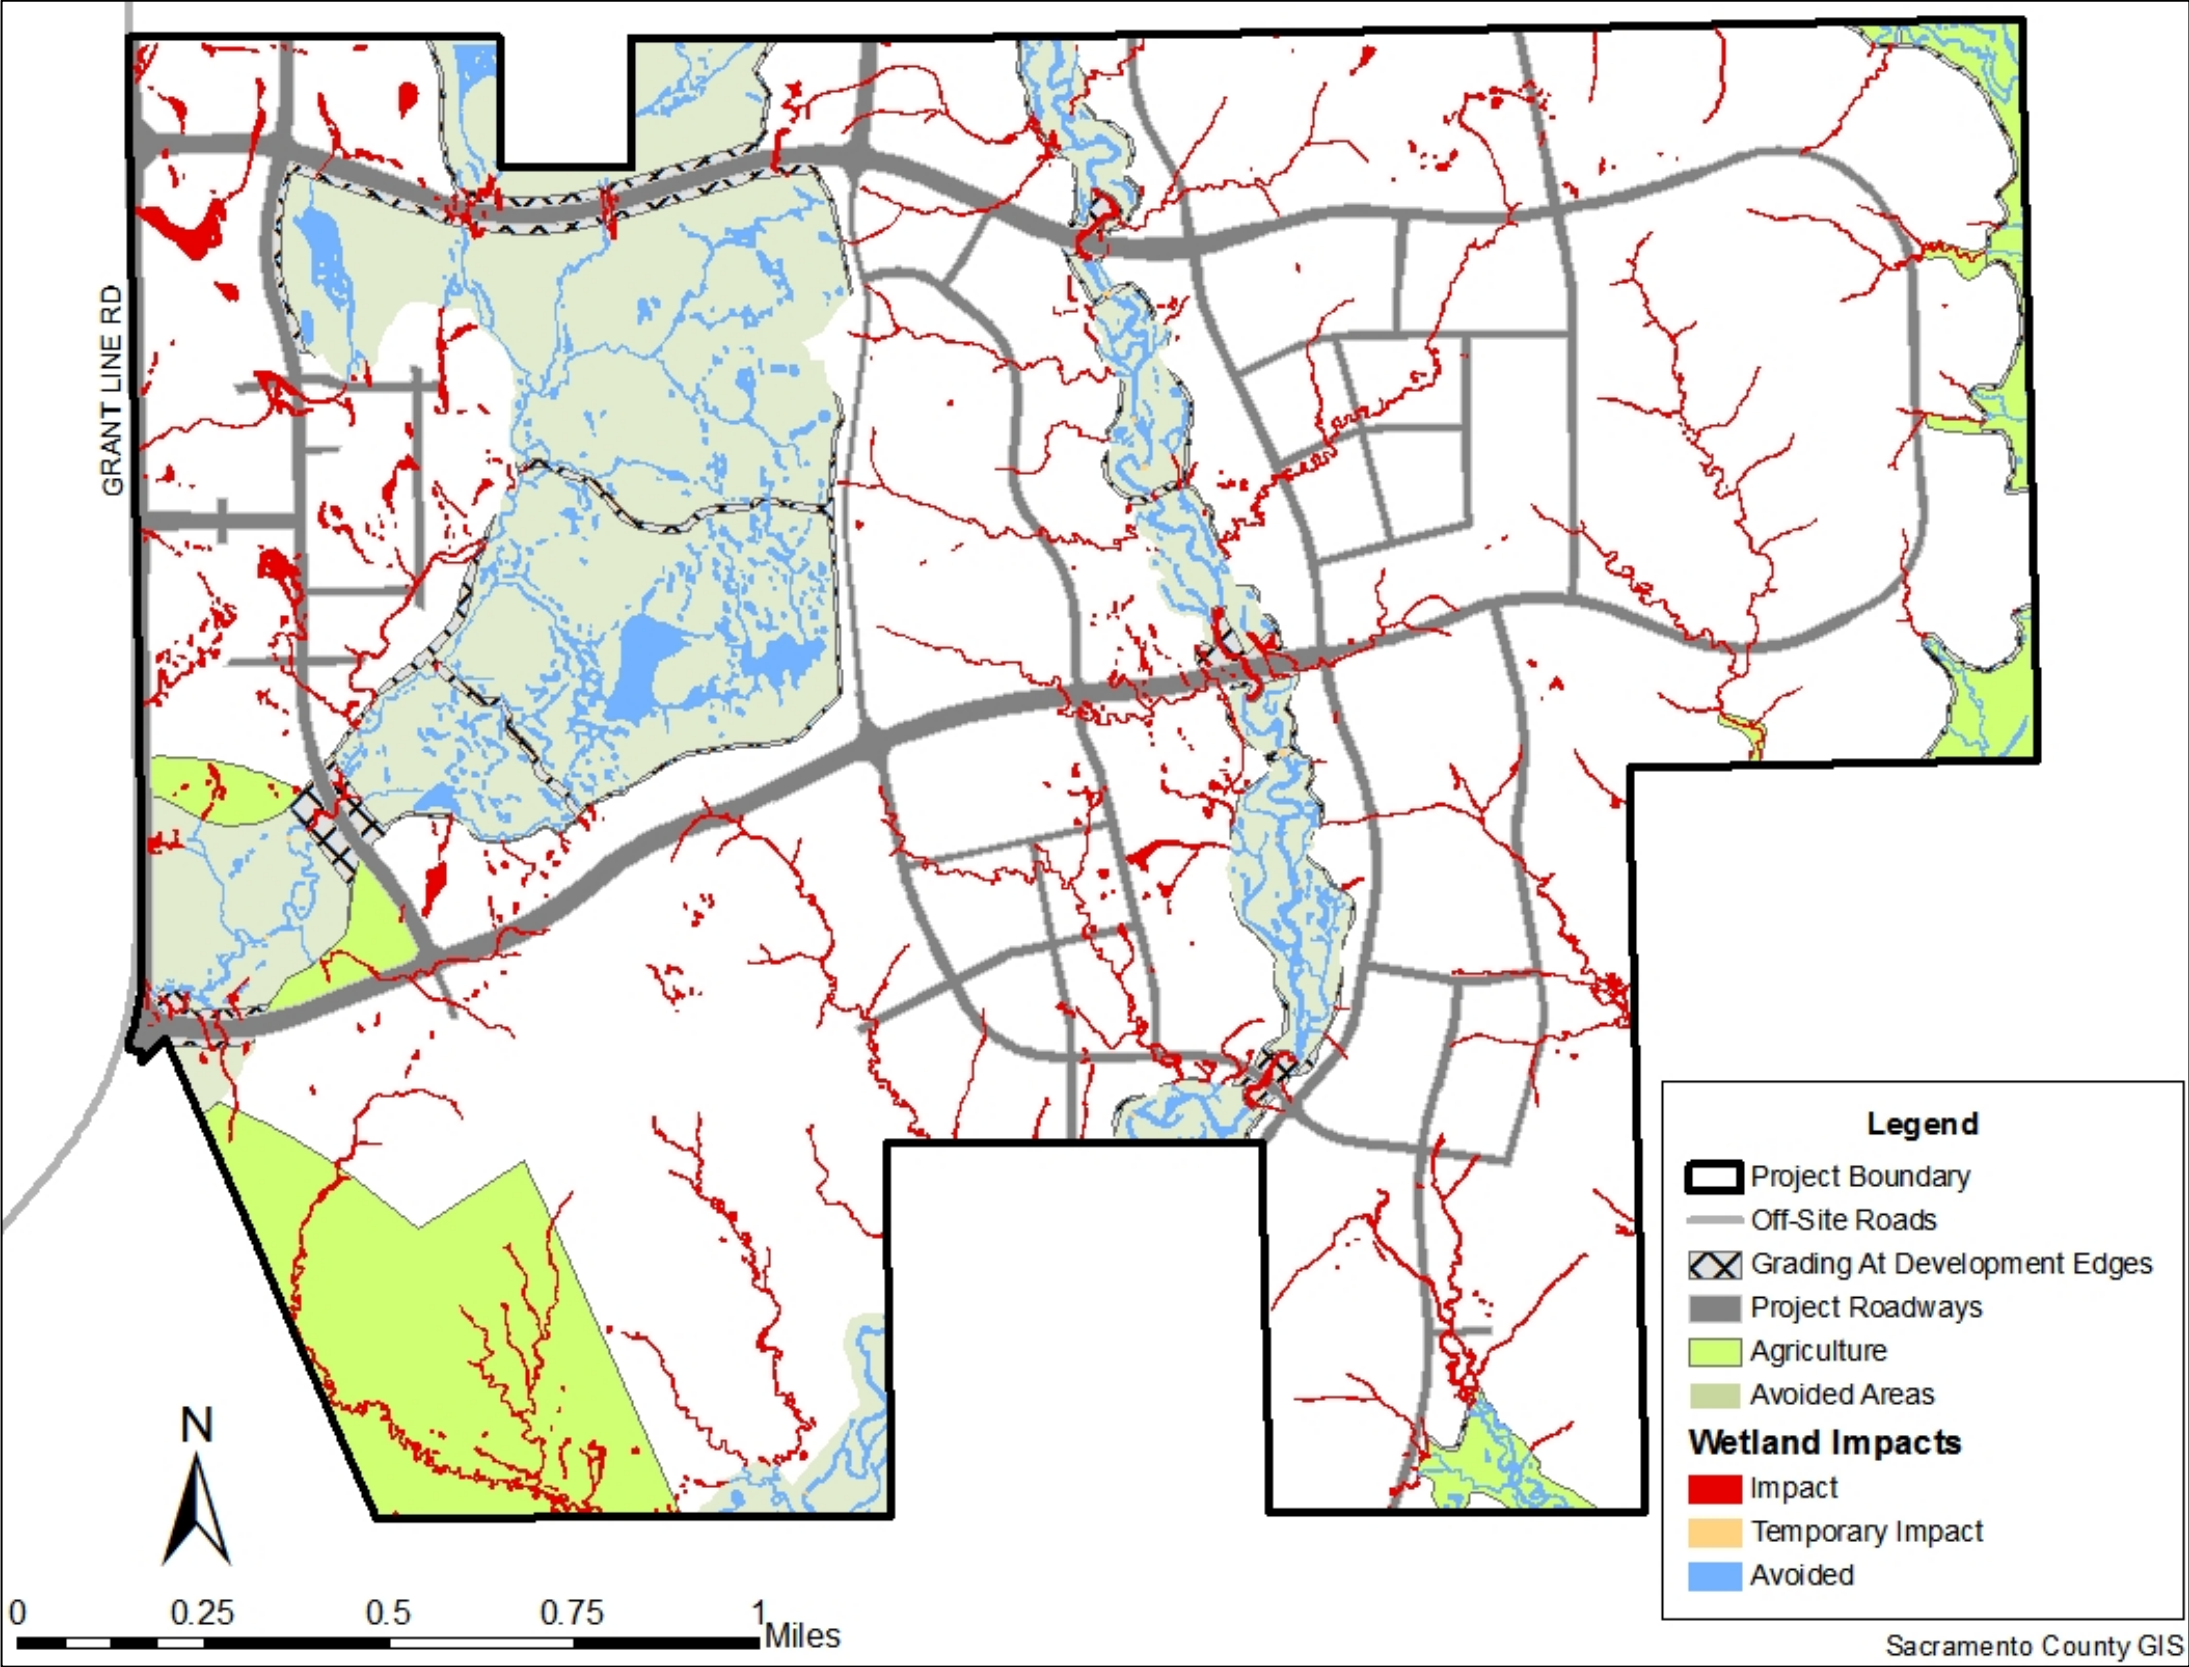 GRANT LINE RD
Legend
Project Boundary
Off-Site Roads
Grading At Development Edges
Project Roadways
Agriculture
Avoided Areas
Wetland Impacts
Impact
Temporary Impact
Avoided
N
0 0.25 0.5 0.75 1
Miles
Sacramento County GIS